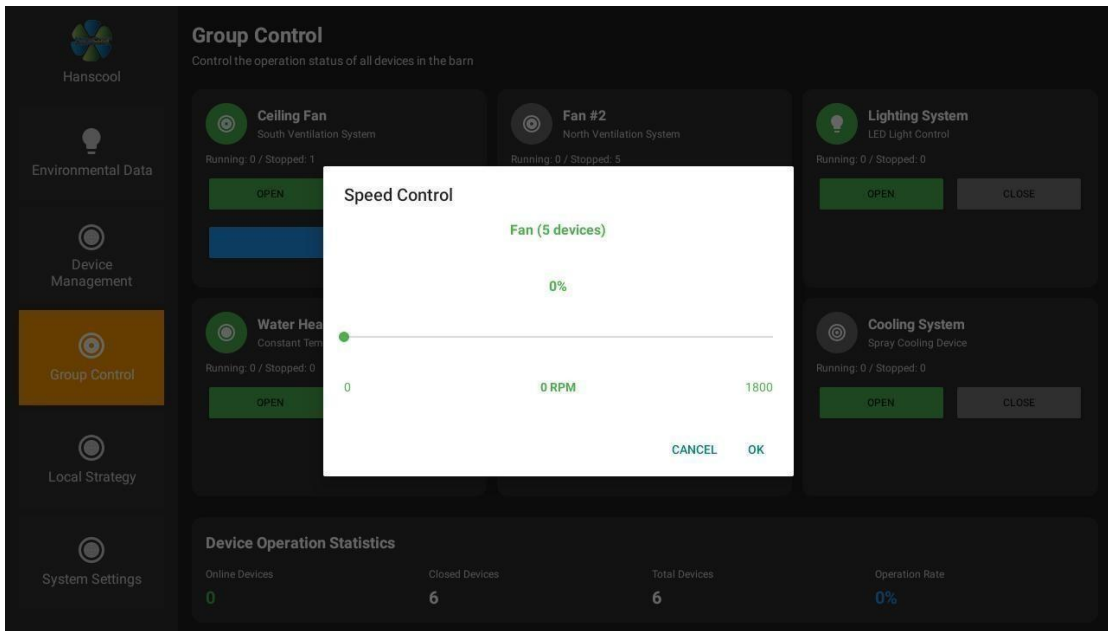 Hanscool
Environmental Data
Device
Management
Group Control
Local Strategy
System Settings
Group Control
Control the operation status of all devices in the barn
Ceiling Fan
South Ventilation System
Running: 0 / Stopped: 1
OPEN
Fan #2
North Ventilation System
Running: 0 / Stopped: 5
Lighting System
LED Light Control
Running: 0 / Stopped: 0
OPEN
CLOSE
Speed Control
Fan (5 devices)
0%
0
0 RPM
1800
CANCEL
OK
Water Hea
Constant Tem
Running: 0 / Stopped: 0
OPEN
Cooling System
Spray Cooling Device
Running: 0 / Stopped: 0
OPEN
CLOSE
Device Operation Statistics
Online Devices
0
Closed Devices
6
Total Devices
6
Operation Rate
0%